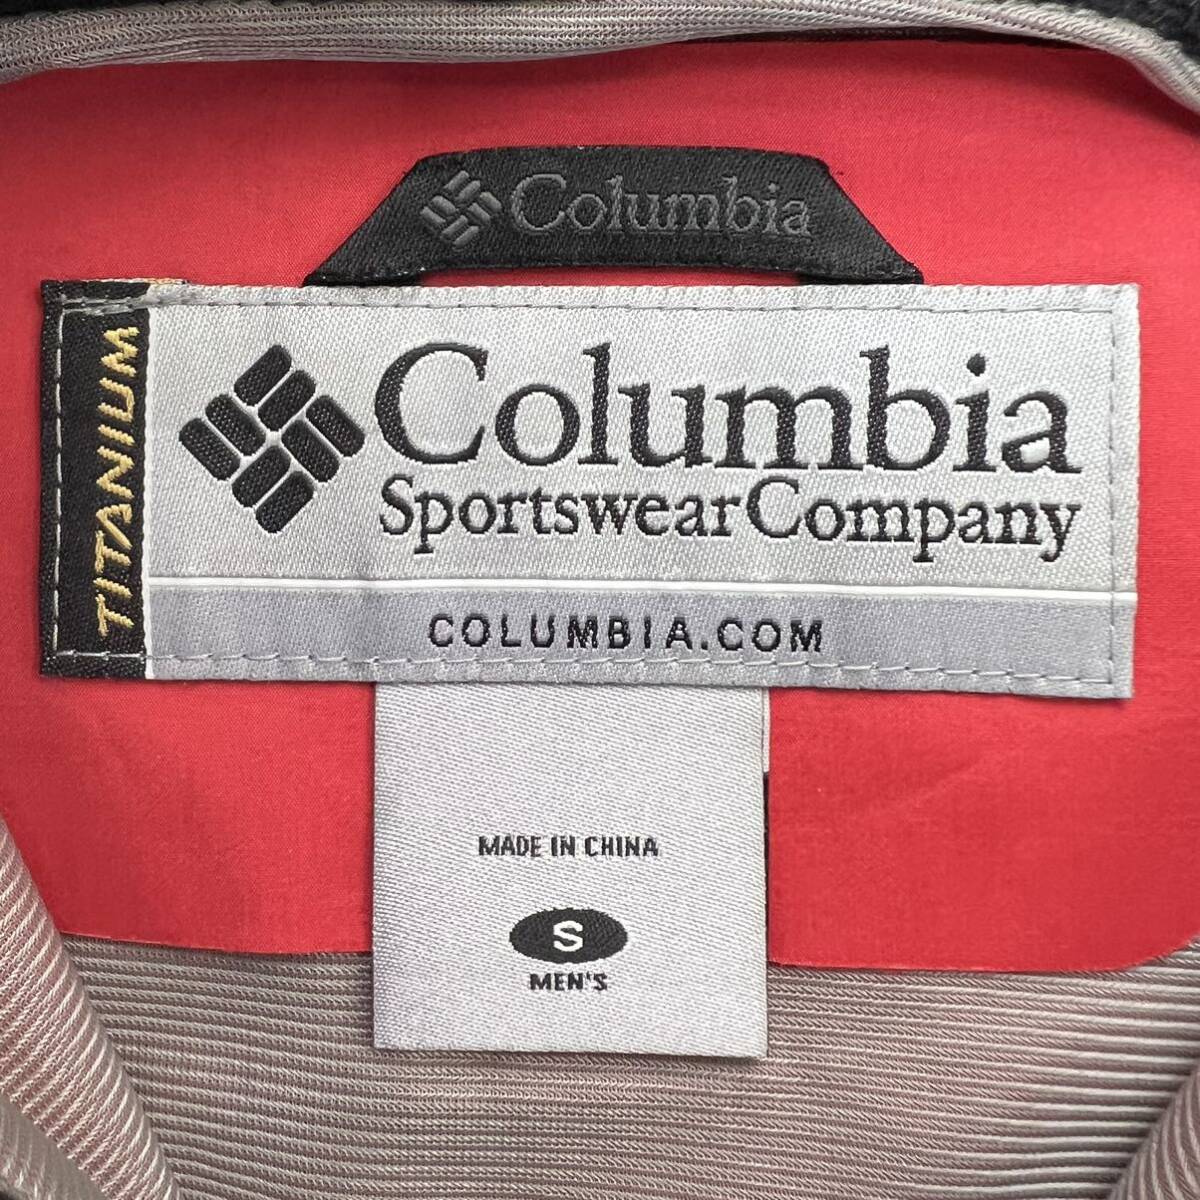 Columbia
TITANIUM
Columbia
Sportswear Company
COLUMBIA.COM
MADE IN CHINA
S
MEN'S